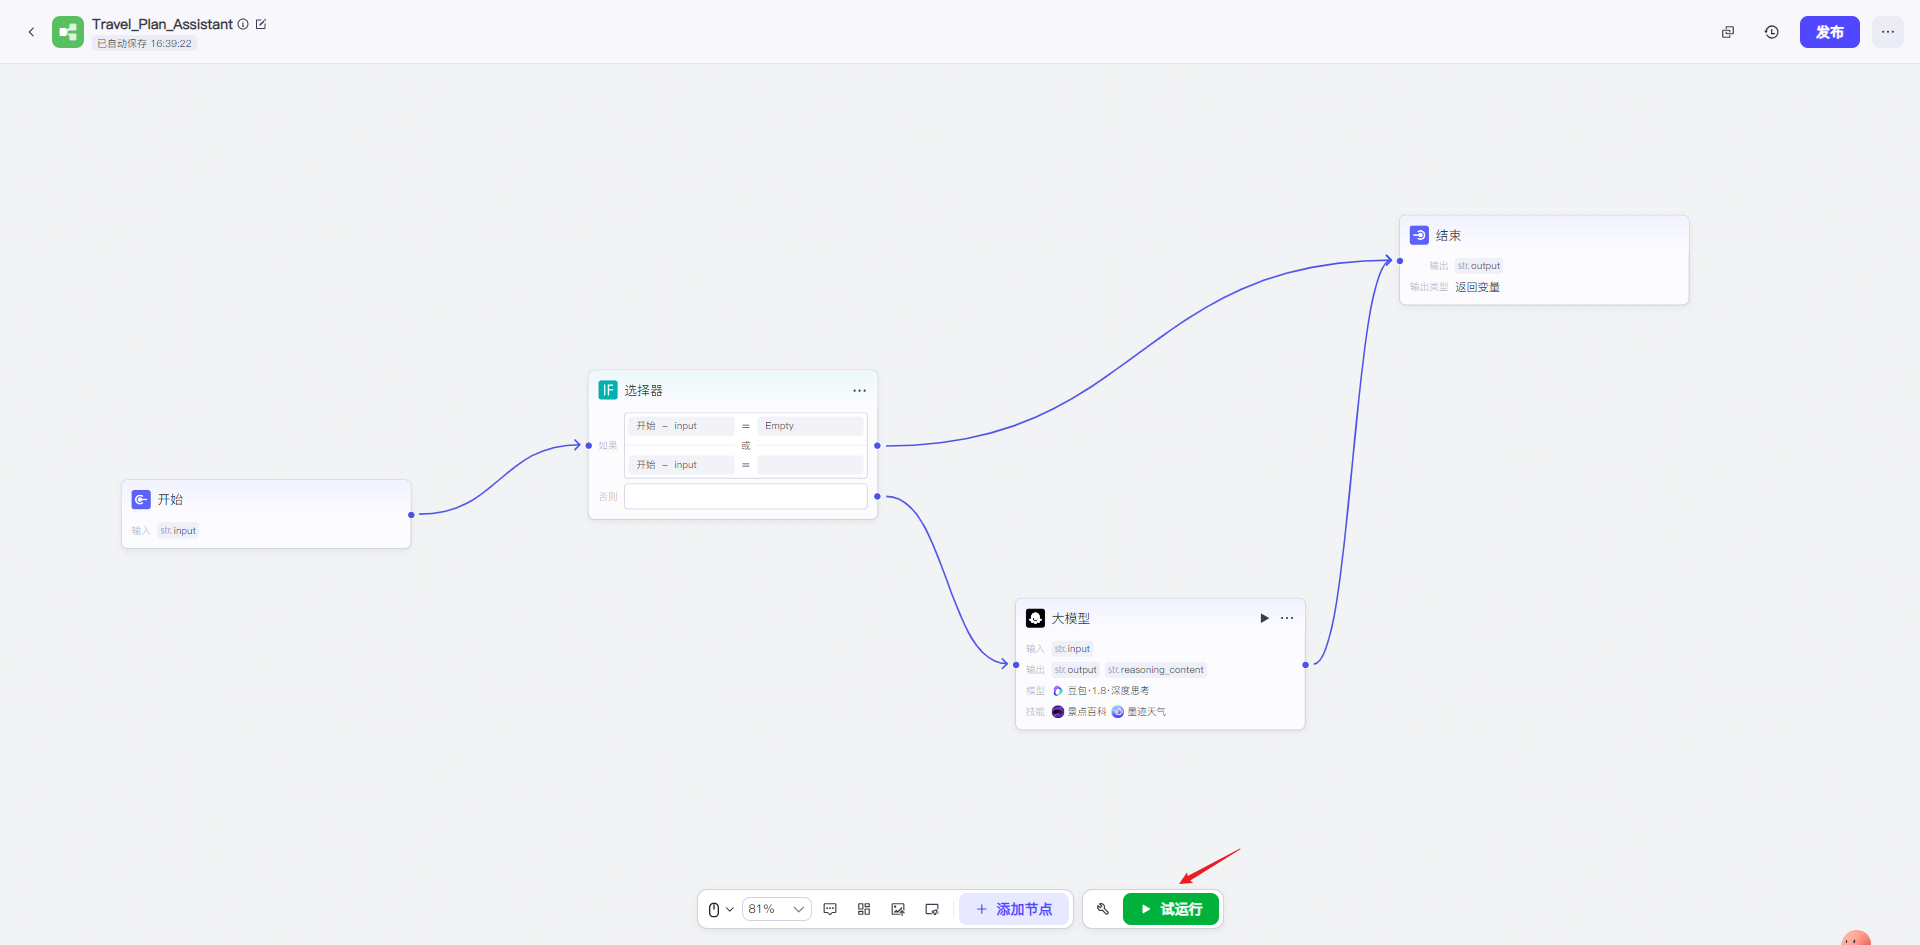 Travel_Plan_Assistant
已自动保存 16:39:22
发布
结束
输出 str. output
输出类型 返回变量
IF 选择器
如果 开始 - input = Empty
或
开始 - input =
否则
开始
输入 str. input
大模型
输入 str. input
输出 str. output str. reasoning_content
模型 豆包·1.8·深度思考
技能 景点百科 墨迹天气
81%
添加节点
试运行